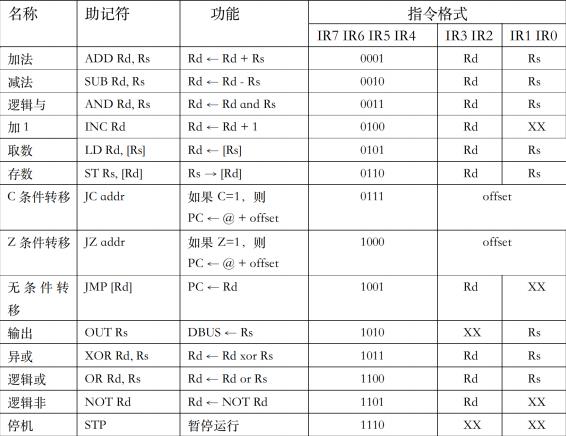 名称 助记符 功能 指令格式
IR7 IR6 IR5 IR4 IR3 IR2 IR1 IR0
加法 ADD Rd, Rs Rd ← Rd + Rs 0001 Rd Rs
减法 SUB Rd, Rs Rd ← Rd - Rs 0010 Rd Rs
逻辑与 AND Rd, Rs Rd ← Rd and Rs 0011 Rd Rs
加 1 INC Rd Rd ← Rd + 1 0100 Rd XX
取数 LD Rd, [Rs] Rd ← [Rs] 0101 Rd Rs
存数 ST Rs, [Rd] Rs → [Rd] 0110 Rd Rs
C 条件转移 JC addr 如果 C=1，则 0111 offset
PC ← @ + offset
Z 条件转移 JZ addr 如果 Z=1，则 1000 offset
PC ← @ + offset
无条件转 JMP [Rd] PC ← Rd 1001 Rd XX
移
输出 OUT Rs DBUS ← Rs 1010 XX Rs
异或 XOR Rd, Rs Rd ← Rd xor Rs 1011 Rd Rs
逻辑或 OR Rd, Rs Rd ← Rd or Rs 1100 Rd Rs
逻辑非 NOT Rd Rd ← NOT Rd 1101 Rd XX
停机 STP 暂停运行 1110 XX XX